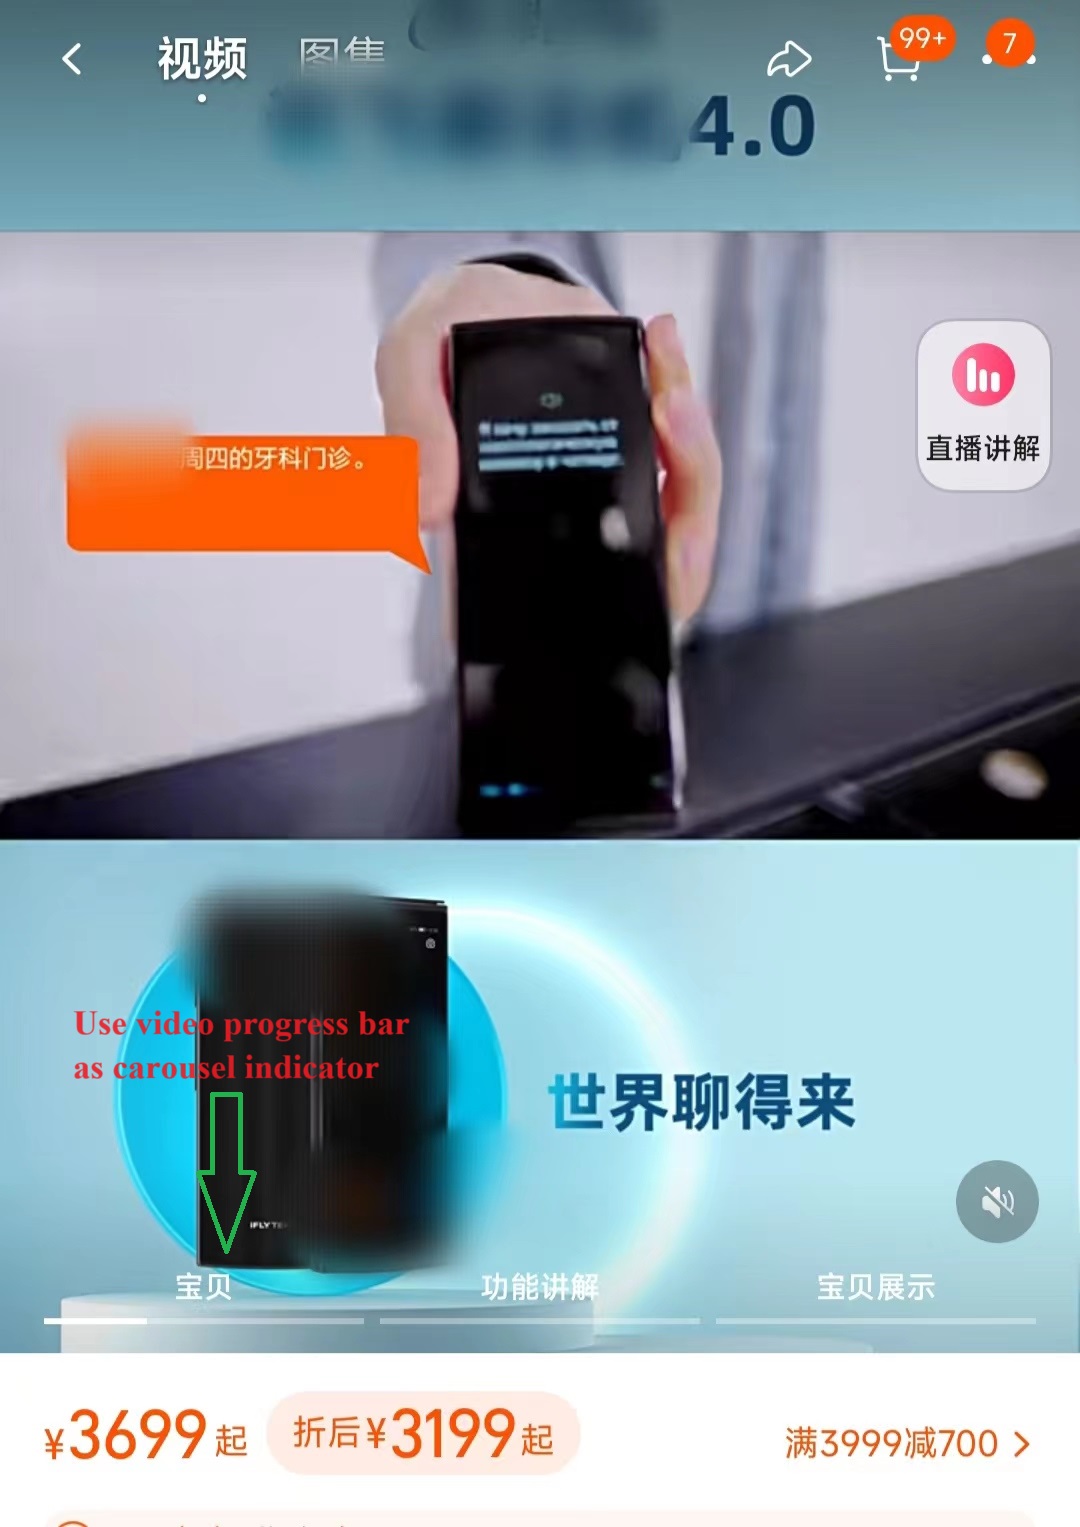 视频 图集
99+
7
4.0
周四的牙科门诊。
直播讲解
Use video progress bar
as carousel indicator
世界聊得来
iFLYTE
宝贝 功能讲解 宝贝展示
¥3699起 折后¥3199起 满3999减700 >